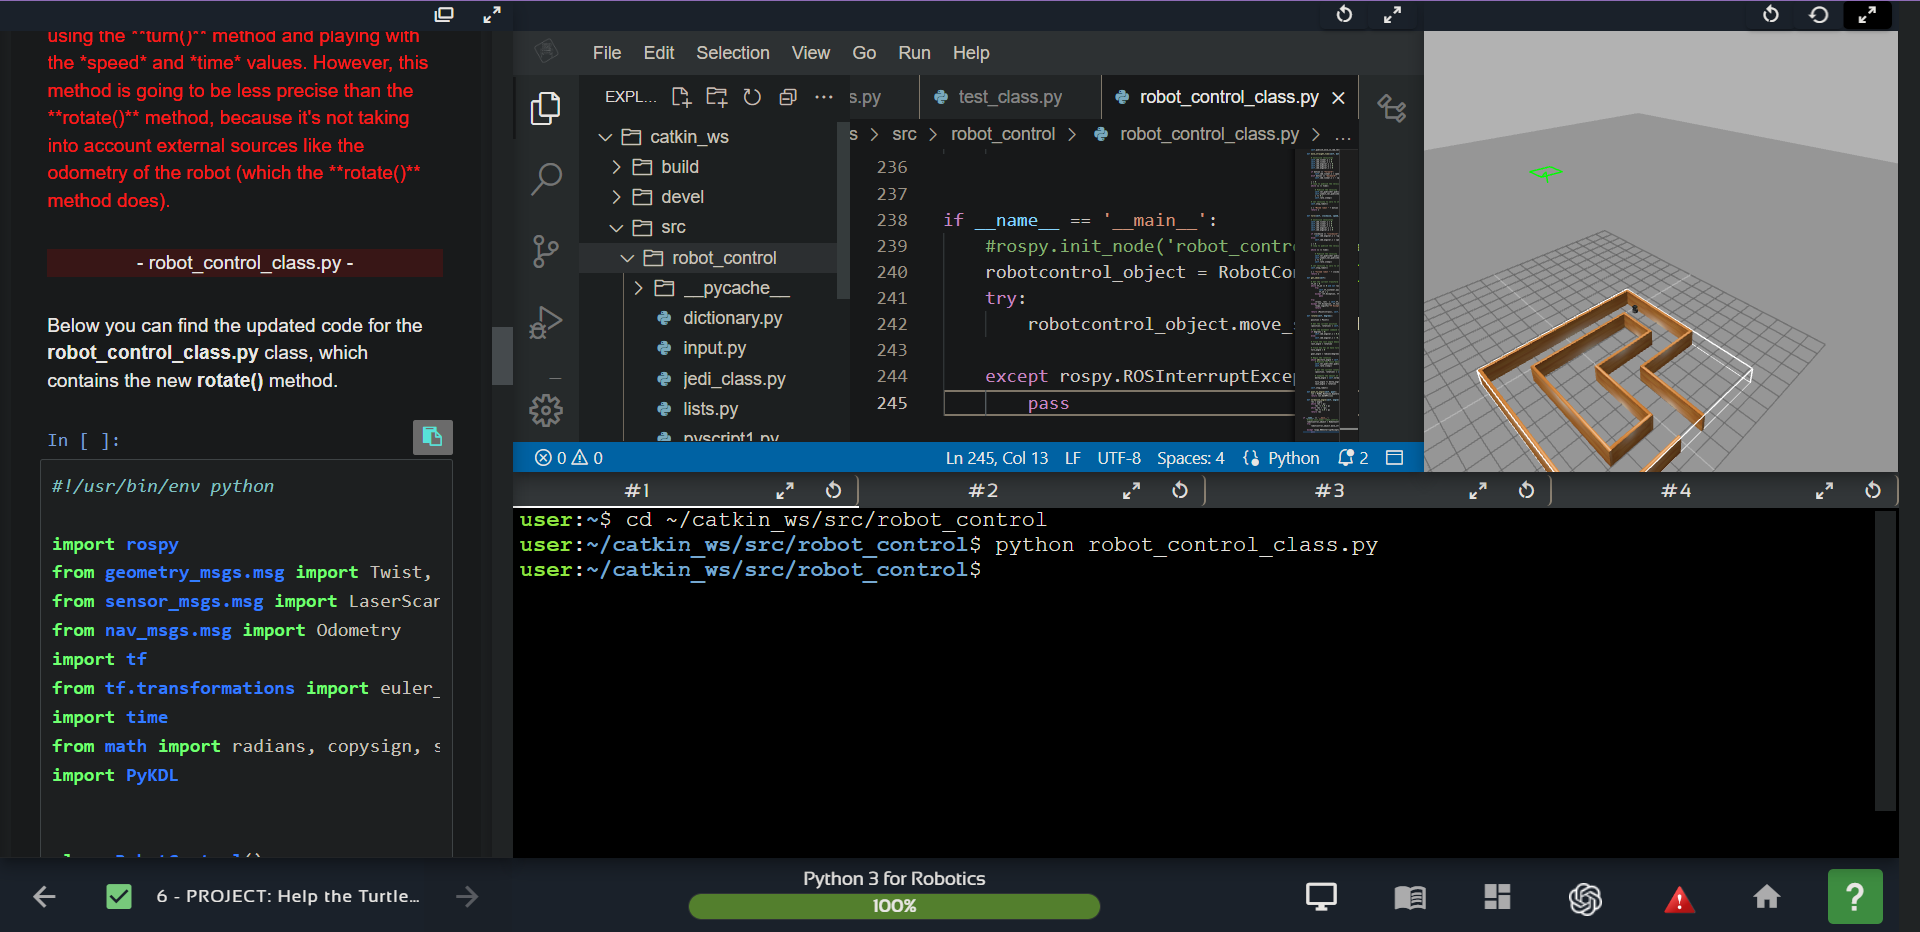 using the **turn()** method and playing with
the *speed* and *time* values. However, this
method is going to be less precise than the
**rotate()** method, because it's not taking
into account external sources like the
odometry of the robot (which the **rotate()**
method does).
- robot_control_class.py -
Below you can find the updated code for the
robot_control_class.py class, which
contains the new rotate() method.
In [ ]:
#!/usr/bin/env python
import rospy
from geometry_msgs.msg import Twist,
from sensor_msgs.msg import LaserScan
from nav_msgs.msg import Odometry
import tf
from tf.transformations import euler_
import time
from math import radians, copysign, s
import PyKDL
File Edit Selection View Go Run Help
EXPL...
catkin_ws
build
devel
src
robot_control
__pycache__
dictionary.py
input.py
jedi_class.py
lists.py
pyscript1.py
s.py test_class.py robot_control_class.py
s > src > robot_control > robot_control_class.py > ...
236
237
238 if __name__ == '__main__':
239 #rospy.init_node('robot_contr
240 robotcontrol_object = RobotCo
241 try:
242 robotcontrol_object.move_
243
244 except rospy.ROSInterruptExce
245 pass
0 0 Ln 245, Col 13 LF UTF-8 Spaces: 4 Python 2
#1 #2 #3 #4
user:~$ cd ~/catkin_ws/src/robot_control
user:~/catkin_ws/src/robot_control$ python robot_control_class.py
user:~/catkin_ws/src/robot_control$
6 - PROJECT: Help the Turtle...
Python 3 for Robotics
100%
?